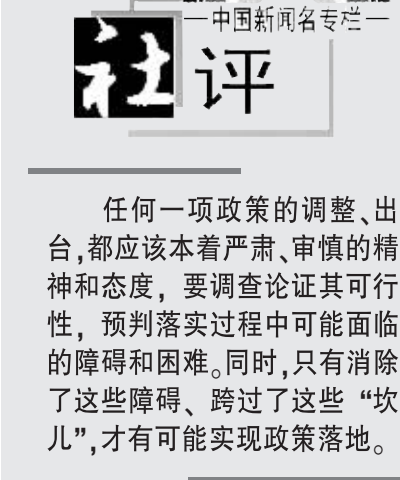 —中国新闻名专栏—
社评
任何一项政策的调整、出
台,都应该本着严肃、审慎的精
神和态度，要调查论证其可行
性，预判落实过程中可能面临
的障碍和困难。同时,只有消除
了这些障碍、跨过了这些“坎
儿”,才有可能实现政策落地。